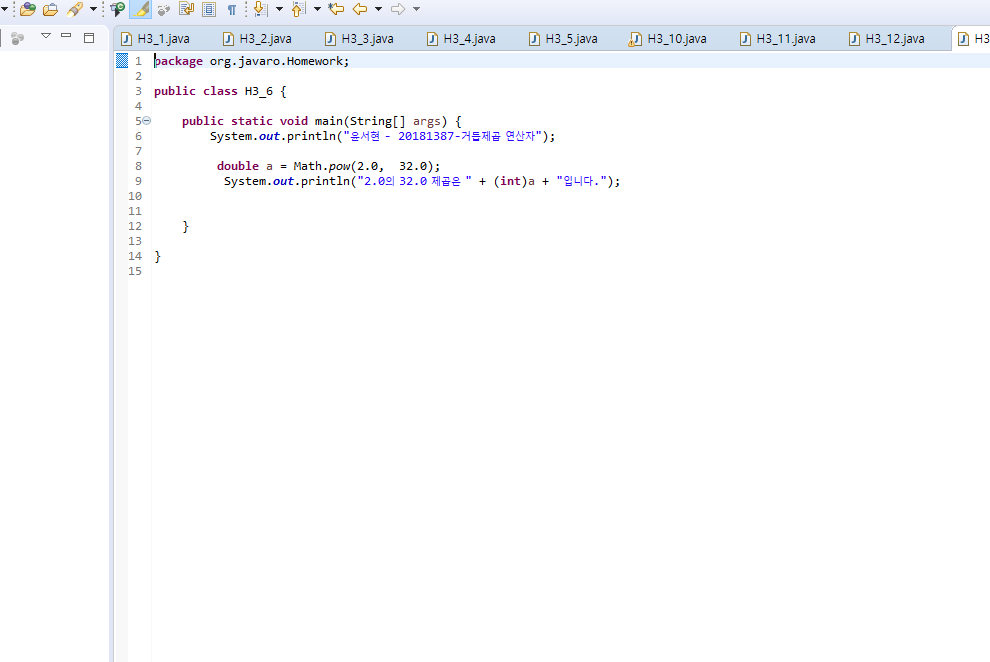 H3_1.java H3_2.java H3_3.java H3_4.java H3_5.java H3_10.java H3_11.java H3_12.java H3
1 package org.javaro.Homework;
2
3 public class H3_6 {
4
5 public static void main(String[] args) {
6 System.out.println("윤서현 - 20181387-거듭제곱 연산자");
7
8 double a = Math.pow(2.0, 32.0);
9 System.out.println("2.0의 32.0 제곱은 " + (int)a + "입니다.");
10
11
12 }
13
14 }
15